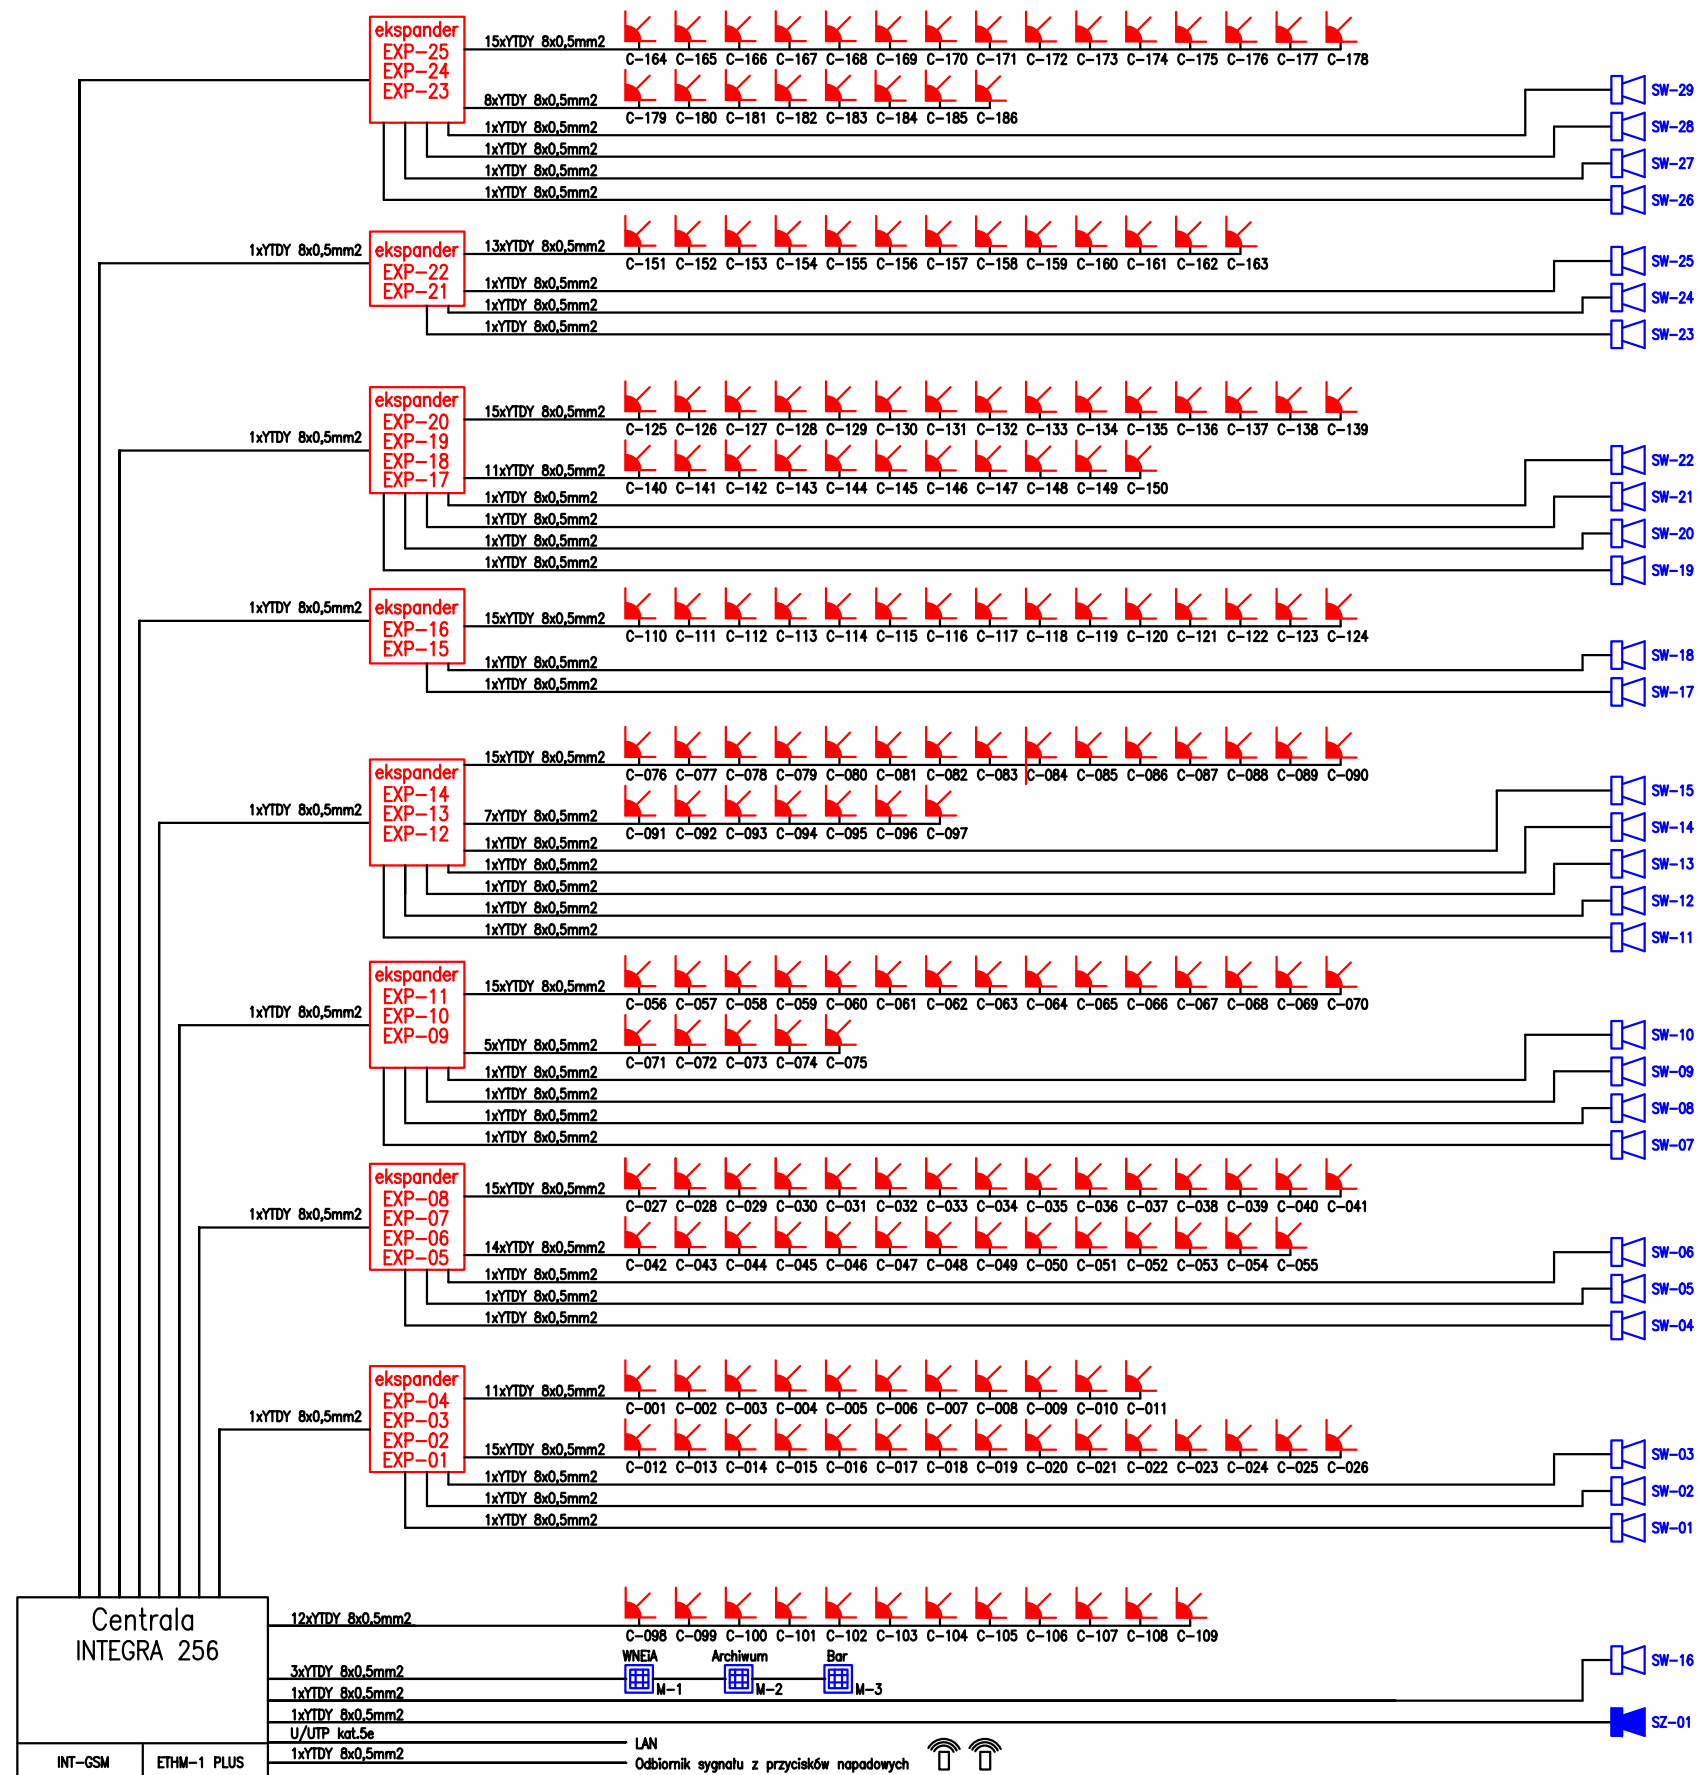 ekspander
EXP-25
EXP-24
EXP-23
15xYTDY 8x0,5mm2
C-164 C-165 C-166 C-167 C-168 C-169 C-170 C-171 C-172 C-173 C-174 C-175 C-176 C-177 C-178
8xYTDY 8x0,5mm2
C-179 C-180 C-181 C-182 C-183 C-184 C-185 C-186
1xYTDY 8x0,5mm2
1xYTDY 8x0,5mm2
1xYTDY 8x0,5mm2
1xYTDY 8x0,5mm2
SW-29
SW-28
SW-27
SW-26
1xYTDY 8x0,5mm2
ekspander
EXP-22
EXP-21
13xYTDY 8x0,5mm2
C-151 C-152 C-153 C-154 C-155 C-156 C-157 C-158 C-159 C-160 C-161 C-162 C-163
1xYTDY 8x0,5mm2
1xYTDY 8x0,5mm2
1xYTDY 8x0,5mm2
SW-25
SW-24
SW-23
1xYTDY 8x0,5mm2
ekspander
EXP-20
EXP-19
EXP-18
EXP-17
15xYTDY 8x0,5mm2
C-125 C-126 C-127 C-128 C-129 C-130 C-131 C-132 C-133 C-134 C-135 C-136 C-137 C-138 C-139
11xYTDY 8x0,5mm2
C-140 C-141 C-142 C-143 C-144 C-145 C-146 C-147 C-148 C-149 C-150
1xYTDY 8x0,5mm2
1xYTDY 8x0,5mm2
1xYTDY 8x0,5mm2
1xYTDY 8x0,5mm2
SW-22
SW-21
SW-20
SW-19
1xYTDY 8x0,5mm2
ekspander
EXP-16
EXP-15
15xYTDY 8x0,5mm2
C-110 C-111 C-112 C-113 C-114 C-115 C-116 C-117 C-118 C-119 C-120 C-121 C-122 C-123 C-124
1xYTDY 8x0,5mm2
1xYTDY 8x0,5mm2
SW-18
SW-17
1xYTDY 8x0,5mm2
ekspander
EXP-14
EXP-13
EXP-12
15xYTDY 8x0,5mm2
C-076 C-077 C-078 C-079 C-080 C-081 C-082 C-083 C-084 C-085 C-086 C-087 C-088 C-089 C-090
7xYTDY 8x0,5mm2
C-091 C-092 C-093 C-094 C-095 C-096 C-097
1xYTDY 8x0,5mm2
1xYTDY 8x0,5mm2
1xYTDY 8x0,5mm2
1xYTDY 8x0,5mm2
1xYTDY 8x0,5mm2
SW-15
SW-14
SW-13
SW-12
SW-11
1xYTDY 8x0,5mm2
ekspander
EXP-11
EXP-10
EXP-09
15xYTDY 8x0,5mm2
C-056 C-057 C-058 C-059 C-060 C-061 C-062 C-063 C-064 C-065 C-066 C-067 C-068 C-069 C-070
5xYTDY 8x0,5mm2
C-071 C-072 C-073 C-074 C-075
1xYTDY 8x0,5mm2
1xYTDY 8x0,5mm2
1xYTDY 8x0,5mm2
1xYTDY 8x0,5mm2
SW-10
SW-09
SW-08
SW-07
1xYTDY 8x0,5mm2
ekspander
EXP-08
EXP-07
EXP-06
EXP-05
15xYTDY 8x0,5mm2
C-027 C-028 C-029 C-030 C-031 C-032 C-033 C-034 C-035 C-036 C-037 C-038 C-039 C-040 C-041
14xYTDY 8x0,5mm2
C-042 C-043 C-044 C-045 C-046 C-047 C-048 C-049 C-050 C-051 C-052 C-053 C-054 C-055
1xYTDY 8x0,5mm2
1xYTDY 8x0,5mm2
1xYTDY 8x0,5mm2
SW-06
SW-05
SW-04
1xYTDY 8x0,5mm2
ekspander
EXP-04
EXP-03
EXP-02
EXP-01
11xYTDY 8x0,5mm2
C-001 C-002 C-003 C-004 C-005 C-006 C-007 C-008 C-009 C-010 C-011
15xYTDY 8x0,5mm2
C-012 C-013 C-014 C-015 C-016 C-017 C-018 C-019 C-020 C-021 C-022 C-023 C-024 C-025 C-026
1xYTDY 8x0,5mm2
1xYTDY 8x0,5mm2
1xYTDY 8x0,5mm2
SW-03
SW-02
SW-01
Centrala
INTEGRA 256
12xYTDY 8x0,5mm2
C-098 C-099 C-100 C-101 C-102 C-103 C-104 C-105 C-106 C-107 C-108 C-109
WNEiA Archiwum Bar
3xYTDY 8x0,5mm2
M-1 M-2 M-3
1xYTDY 8x0,5mm2
SW-16
1xYTDY 8x0,5mm2
SZ-01
U/UTP kat.5e
LAN
1xYTDY 8x0,5mm2
Odbiornik sygnału z przycisków napadowych
INT-GSM ETHM-1 PLUS